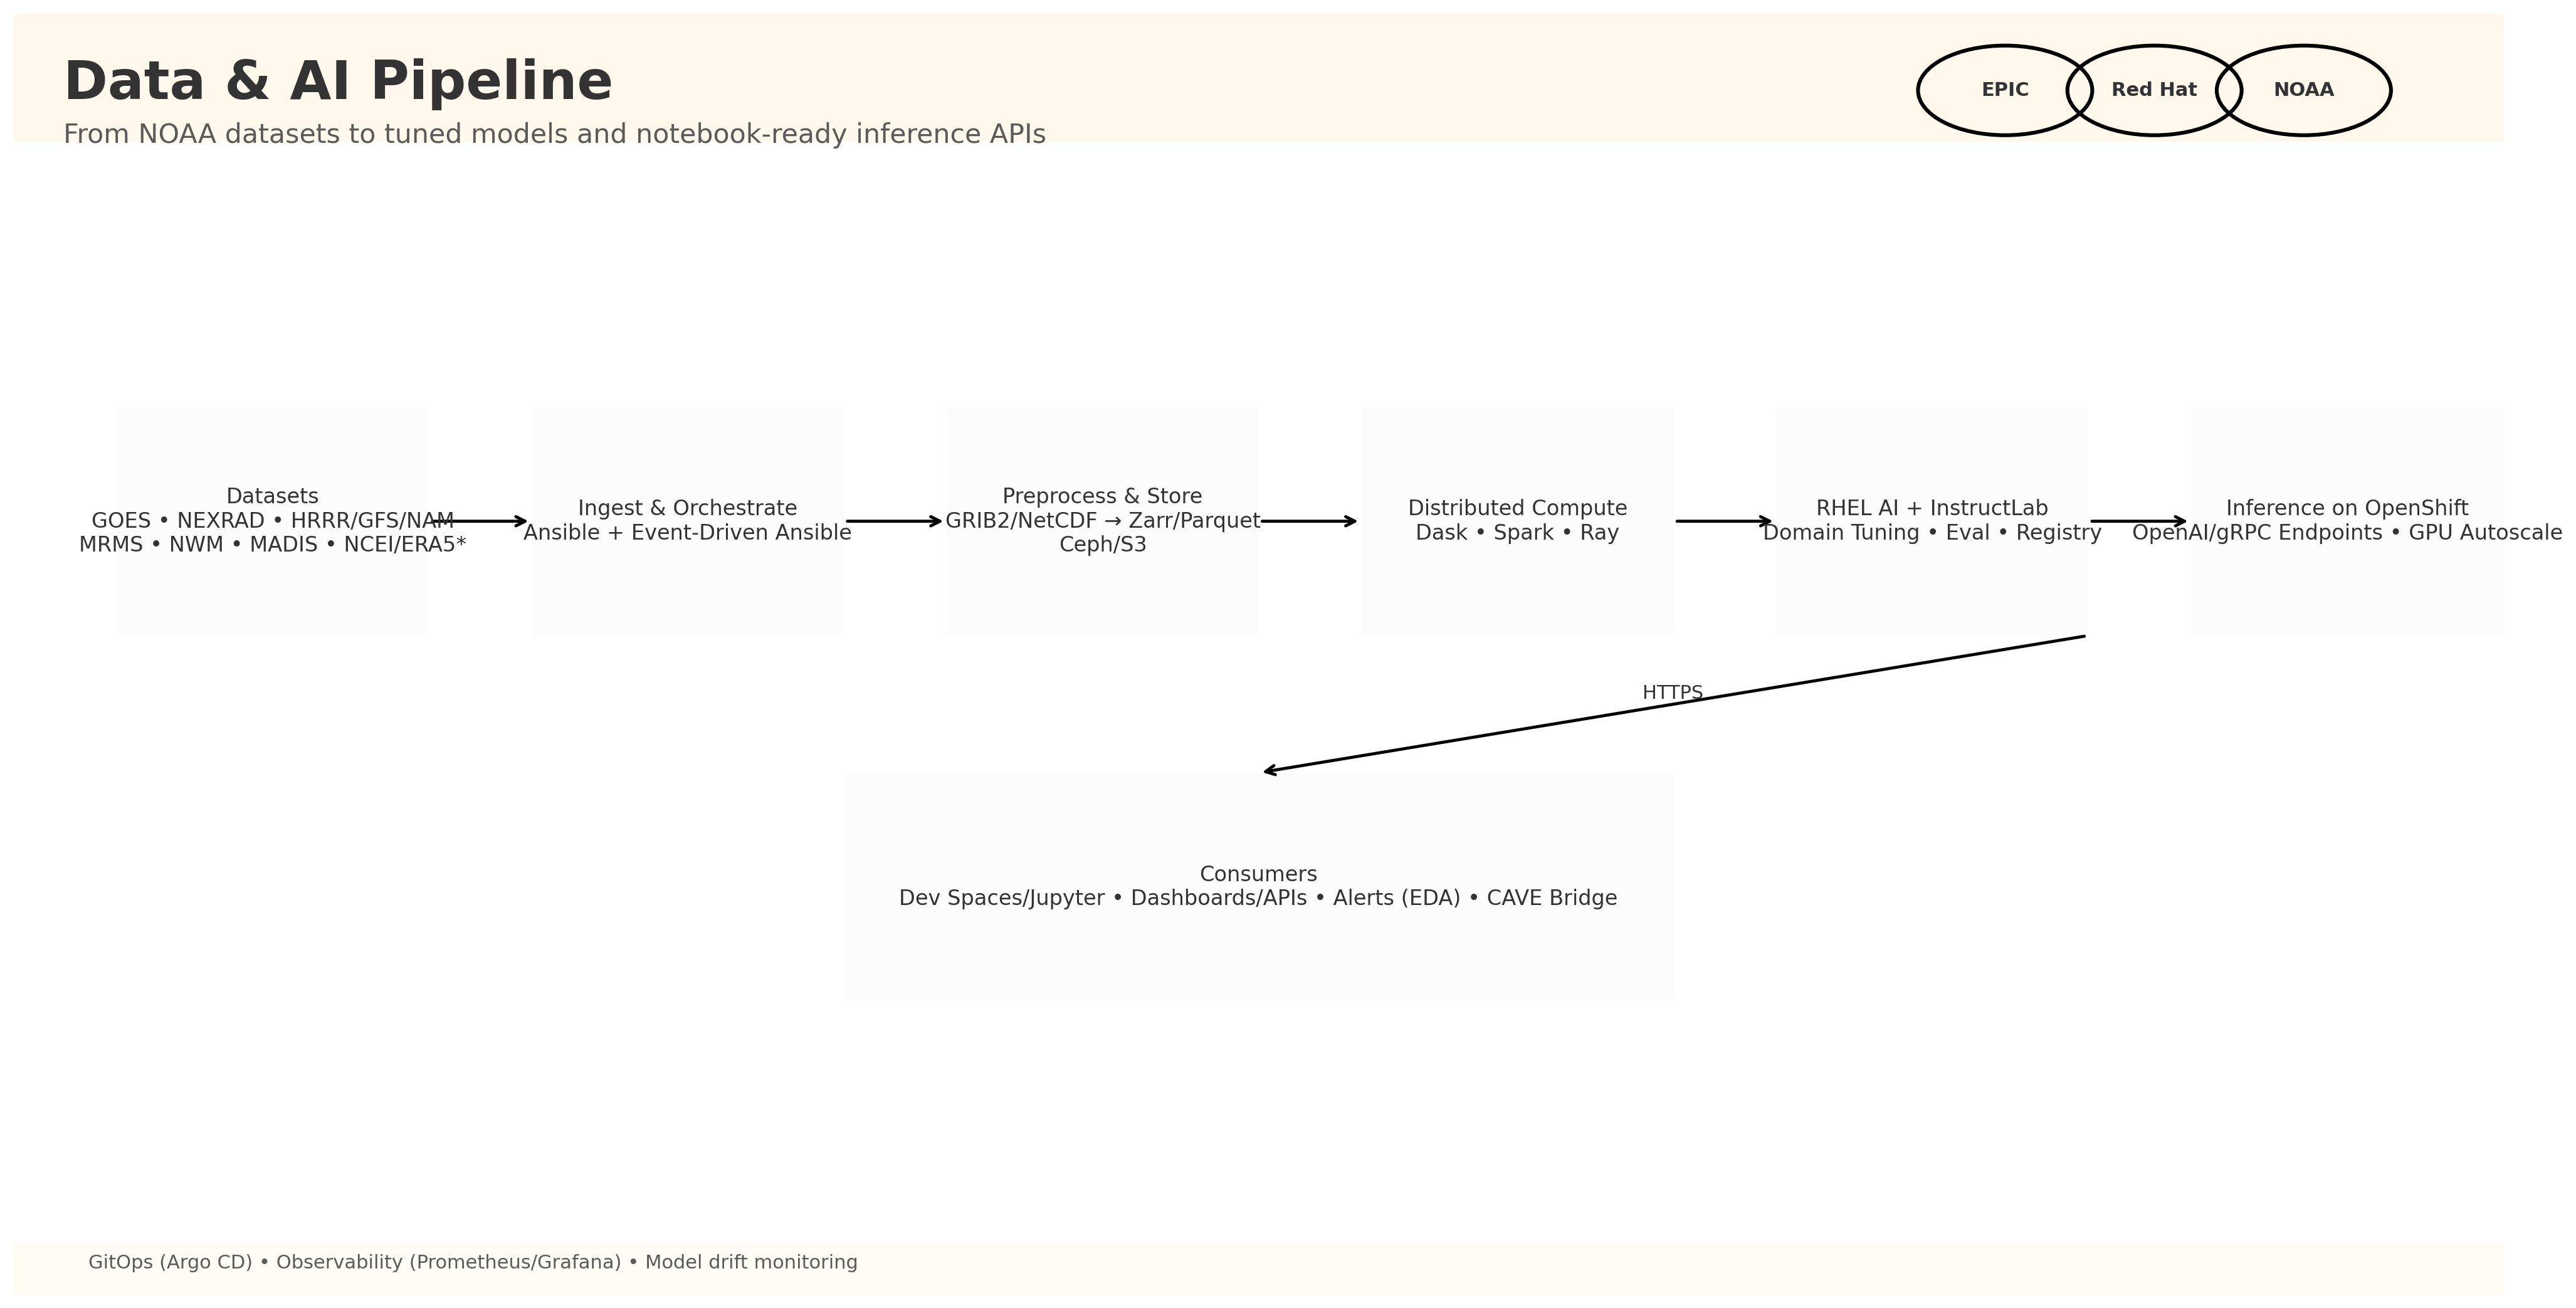 Data & AI Pipeline
From NOAA datasets to tuned models and notebook-ready inference APIs
EPIC
Red Hat
NOAA
Datasets
GOES • NEXRAD • HRRR/GFS/NAM
MRMS • NWM • MADIS • NCEI/ERA5*
Ingest & Orchestrate
Ansible + Event-Driven Ansible
Preprocess & Store
GRIB2/NetCDF → Zarr/Parquet
Ceph/S3
Distributed Compute
Dask • Spark • Ray
RHEL AI + InstructLab
Domain Tuning • Eval • Registry
Inference on OpenShift
OpenAI/gRPC Endpoints • GPU Autoscale
HTTPS
Consumers
Dev Spaces/Jupyter • Dashboards/APIs • Alerts (EDA) • CAVE Bridge
GitOps (Argo CD) • Observability (Prometheus/Grafana) • Model drift monitoring